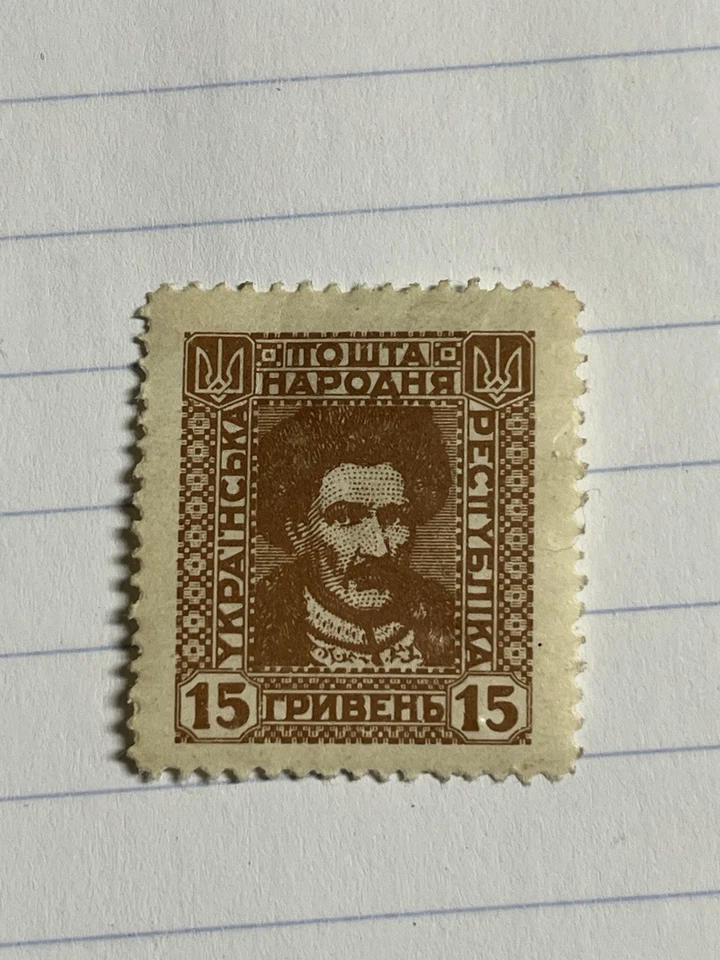 ПОШТА
УКРАЇНСЬКА
НАРОДНЯ
РЕСПУБЛІКА
15 ГРИВЕНЬ 15